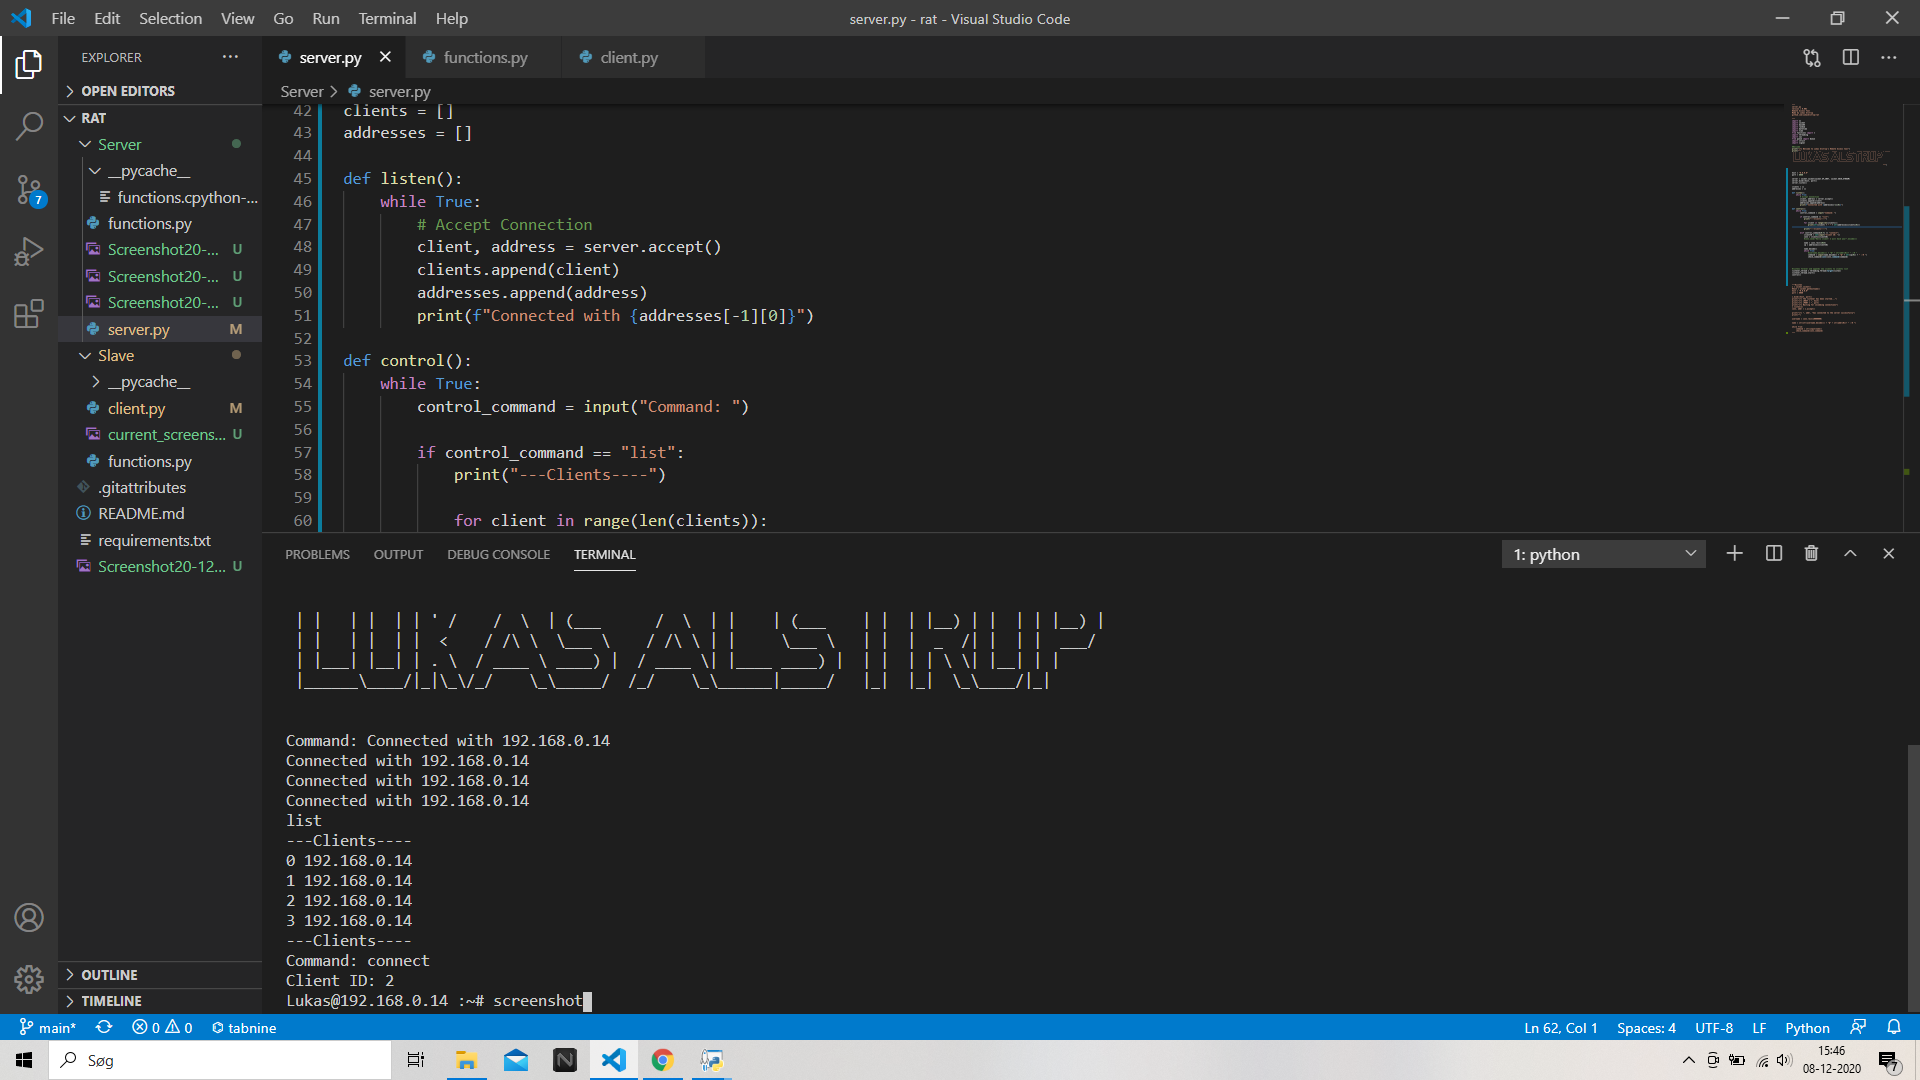 File Edit Selection View Go Run Terminal Help
server.py - rat - Visual Studio Code
EXPLORER
server.py
functions.py
client.py
OPEN EDITORS
Server > server.py
RAT
Server
__pycache__
functions.cpython-...
functions.py
Screenshot20-... U
Screenshot20-... U
Screenshot20-... U
server.py M
Slave
__pycache__
client.py M
current_screens... U
functions.py
.gitattributes
README.md
requirements.txt
Screenshot20-12... U
OUTLINE
TIMELINE
7
42 clients = []
43 addresses = []
44
45 def listen():
46 while True:
47 # Accept Connection
48 client, address = server.accept()
49 clients.append(client)
50 addresses.append(address)
51 print(f"Connected with {addresses[-1][0]}")
52
53 def control():
54 while True:
55 control_command = input("Command: ")
56
57 if control_command == "list":
58 print("---Clients----")
59
60 for client in range(len(clients)):
PROBLEMS OUTPUT DEBUG CONSOLE TERMINAL
1: python
LUKAS ALSTRUP
Command: Connected with 192.168.0.14
Connected with 192.168.0.14
Connected with 192.168.0.14
Connected with 192.168.0.14
list
---Clients----
0 192.168.0.14
1 192.168.0.14
2 192.168.0.14
3 192.168.0.14
---Clients----
Command: connect
Client ID: 2
Lukas@192.168.0.14 :~# screenshot
main* 0 0 tabnine
Ln 62, Col 1 Spaces: 4 UTF-8 LF Python
Søg
15:46
08-12-2020
7